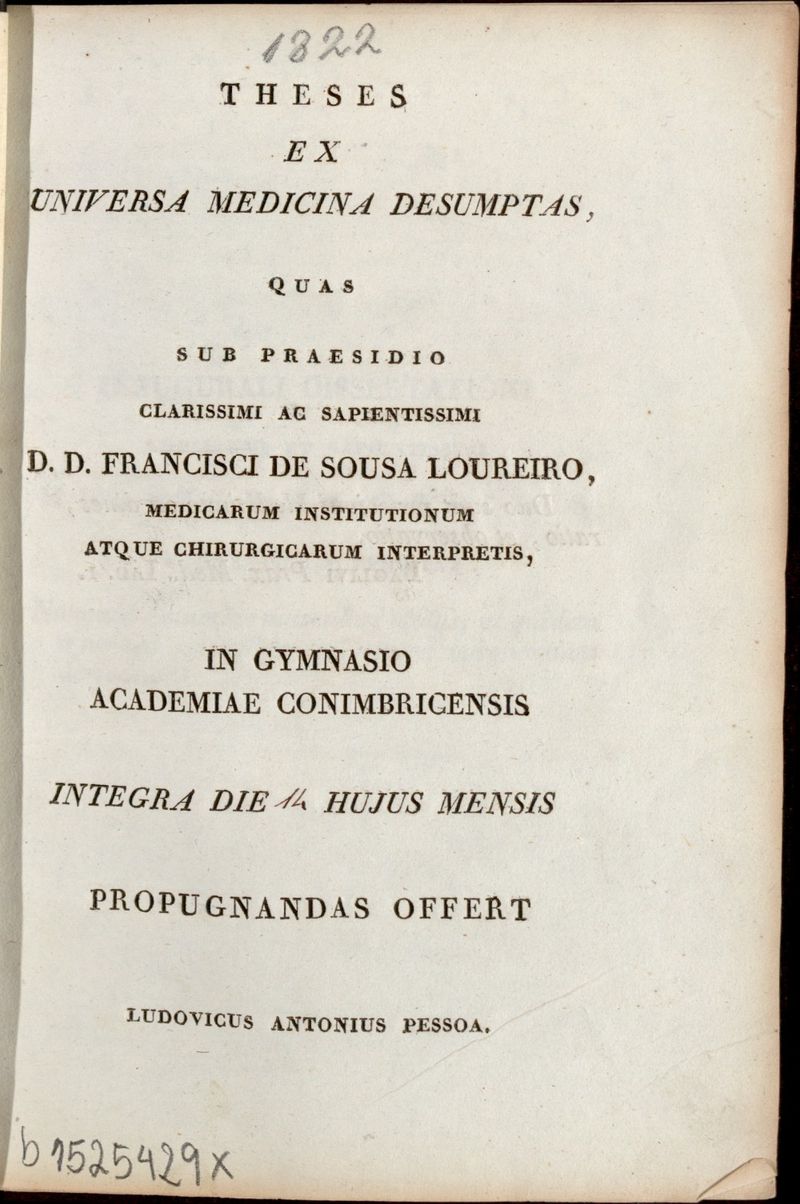 1822
THESES
EX
UNIVERSA MEDICINA DESUMPTAS,
QUAS
SUB PRAESIDIO
CLARISSIMI AC SAPIENTISSIMI
D. D. FRANCISCI DE SOUSA LOUREIRO,
MEDICARUM INSTITUTIONUM
ATQUE CHIRURGICARUM INTERPRETIS,
IN GYMNASIO
ACADEMIAE CONIMBRICENSIS
INTEGRA DIE 14 HUJUS MENSIS
PROPUGNANDAS OFFERT
LUDOVICUS ANTONIUS PESSOA.
b1525429x